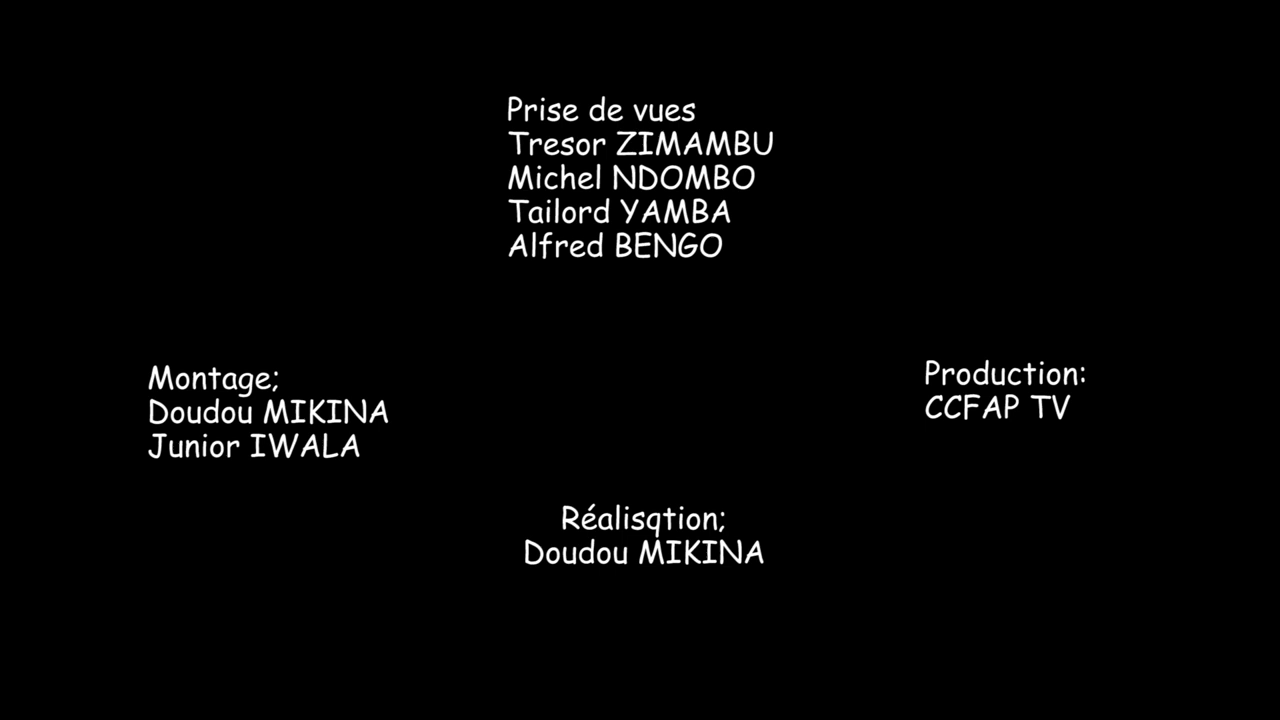 Prise de vues
Tresor ZIMAMBU
Michel NDOMBO
Tailord YAMBA
Alfred BENGO
Montage;
Doudou MIKINA
Junior IWALA
Production:
CCFAP TV
Réalisqtion;
Doudou MIKINA